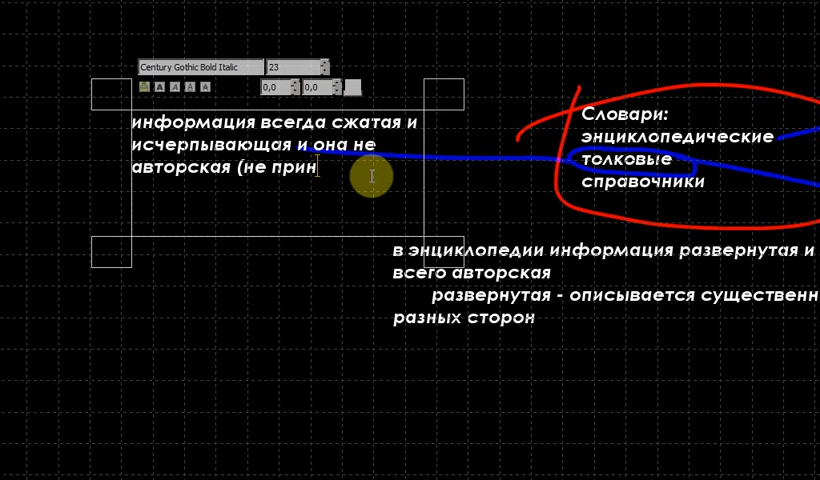 Century Gothic Bold Italic
23
0,0
0,0
информация всегда сжатая и
исчерпывающая и она не
авторская (не прин
Словари:
энциклопедические
толковые
справочники
в энциклопедии информация развернутая и
всего авторская
развернутая - описывается существенн
разных сторон